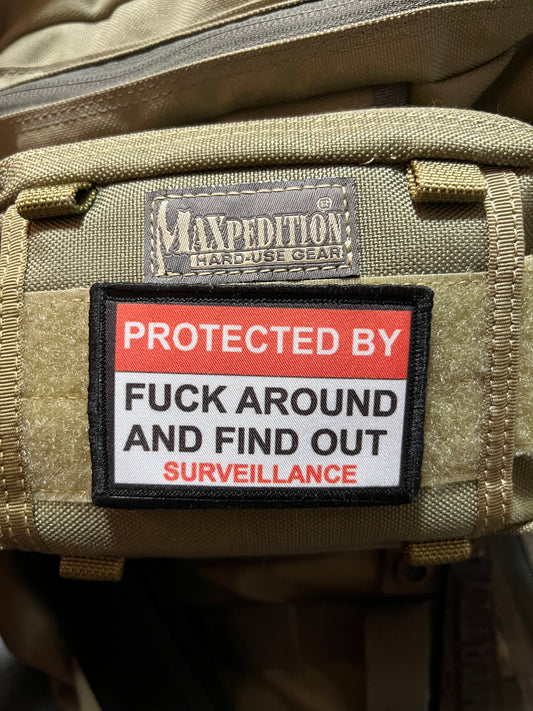 MAXPEDITION®
HARD-USE GEAR
PROTECTED BY
FUCK AROUND
AND FIND OUT
SURVEILLANCE